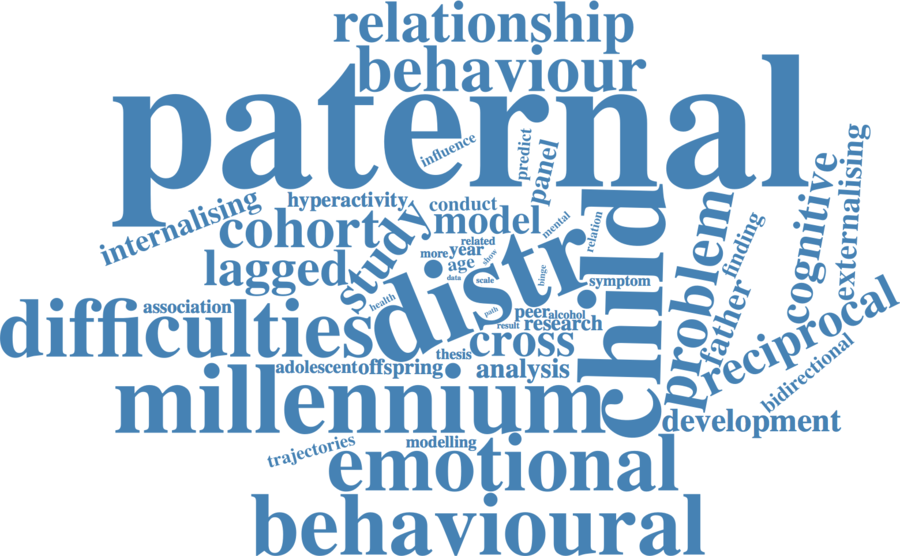 relationship
behaviour
paternal
influence
predict
panel
internalising
hyperactivity
cohort
study
conduct
model
mental
relation
child
problem
finding
cognitive
externalising
lagged
related
more
year
show
age
data
scale
binge
symptom
distr
health
path
difficulties
association
peer
alcohol
result
research
cross
thesis
father
reciprocal
bidirectional
adolescent
offspring
analysis
millennium
development
trajectories
modelling
emotional
behavioural